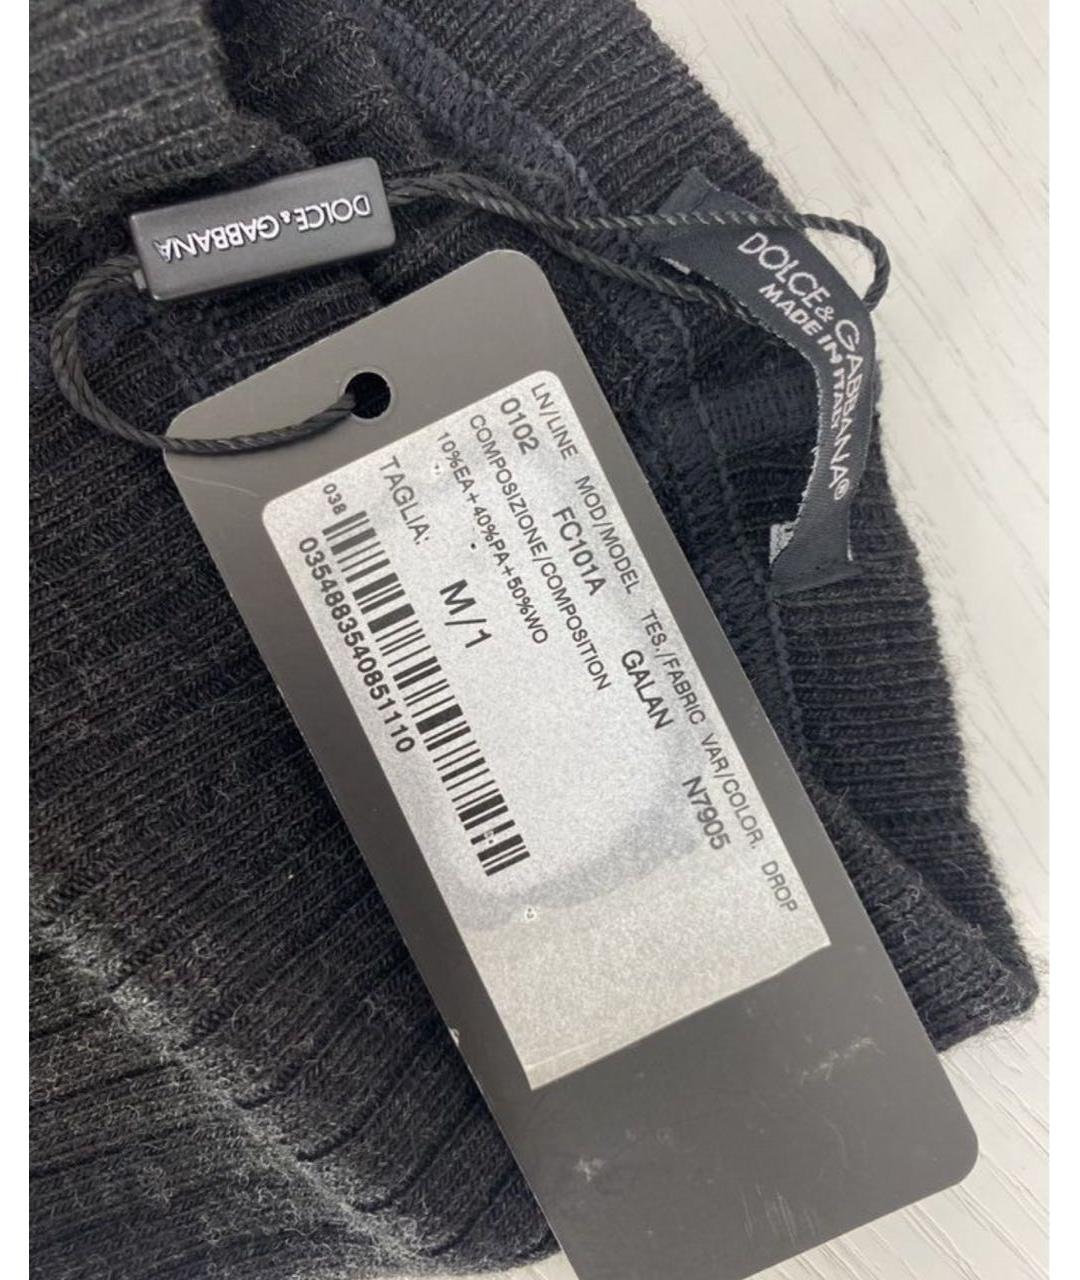 DOLCE&GABBANA
DOLCE&GABBANA®
MADE IN ITALY
LN/LINE MOD/MODEL TES./FABRIC VAR/COLOR. DROP
0102 FC101A GALAN N7905
COMPOSIZIONE/COMPOSITION
10%EA+40%PA+50%WO
TAGLIA: M/1
038
0354883540851110